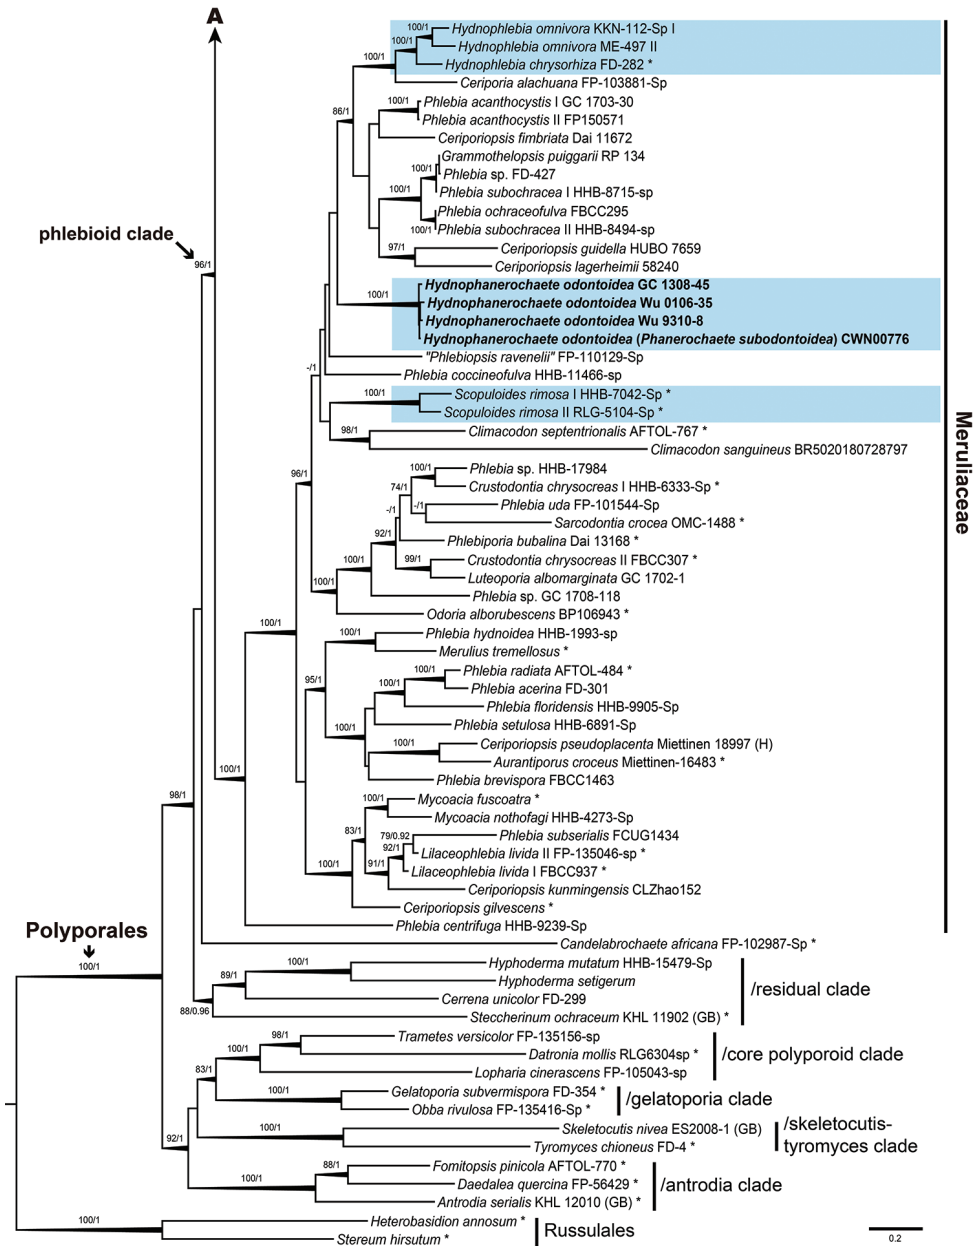 A
100/1
Hydnophlebia omnivora KKN-112-Sp I
100/1
Hydnophlebia omnivora ME-497 II
100/1
Hydnophlebia chrysorhiza FD-282 *
Ceriporia alachuana FP-103881-Sp
86/1
100/1
Phlebia acanthocystis I GC 1703-30
Phlebia acanthocystis II FP150571
Ceriporiopsis fimbriata Dai 11672
Grammothelopsis puiggarii RP 134
100/1
Phlebia sp. FD-427
100/1
Phlebia subochracea I HHB-8715-sp
Phlebia ochraceofulva FBCC295
100/1
Phlebia subochracea II HHB-8494-sp
phlebioid clade
97/1
Ceriporiopsis guidella HUBO 7659
96/1
Ceriporiopsis lagerheimii 58240
Hydnophanerochaete odontoidea GC 1308-45
100/1
Hydnophanerochaete odontoidea Wu 0106-35
Hydnophanerochaete odontoidea Wu 9310-8
Hydnophanerochaete odontoidea (Phanerochaete subodontoidea) CWN00776
"Phlebiopsis ravenelii" FP-110129-Sp
-/1
Phlebia coccineofulva HHB-11466-sp
100/1
Scopuloides rimosa I HHB-7042-Sp *
Scopuloides rimosa II RLG-5104-Sp *
98/1
Climacodon septentrionalis AFTOL-767 *
Climacodon sanguineus BR5020180728797
Meruliaceae
96/1
100/1
Phlebia sp. HHB-17984
74/1
Crustodontia chrysocreas I HHB-6333-Sp *
-/1
-/1
Phlebia uda FP-101544-Sp
Sarcodontia crocea OMC-1488 *
92/1
Phlebiporia bubalina Dai 13168 *
100/1
99/1
Crustodontia chrysocreas II FBCC307 *
Luteoporia albomarginata GC 1702-1
100/1
Phlebia sp. GC 1708-118
Odoria alborubescens BP106943 *
100/1
100/1
Phlebia hydnoidea HHB-1993-sp
Merulius tremellosus *
95/1
100/1
Phlebia radiata AFTOL-484 *
100/1
Phlebia acerina FD-301
Phlebia floridensis HHB-9905-Sp
100/1
Phlebia setulosa HHB-6891-Sp
100/1
Ceriporiopsis pseudoplacenta Miettinen 18997 (H)
Aurantiporus croceus Miettinen-16483 *
100/1
Phlebia brevispora FBCC1463
98/1
100/1
Mycoacia fuscoatra *
Mycoacia nothofagi HHB-4273-Sp
83/1
79/0.92
Phlebia subserialis FCUG1434
92/1
Lilaceophlebia livida II FP-135046-sp *
100/1
91/1
Lilaceophlebia livida I FBCC937 *
Ceriporiopsis kunmingensis CLZhao152
Ceriporiopsis gilvescens *
Phlebia centrifuga HHB-9239-Sp
Polyporales
Candelabrochaete africana FP-102987-Sp *
100/1
100/1
Hyphoderma mutatum HHB-15479-Sp
89/1
Hyphoderma setigerum
/residual clade
Cerrena unicolor FD-299
88/0.96
Steccherinum ochraceum KHL 11902 (GB) *
98/1
Trametes versicolor FP-135156-sp
100/1
Datronia mollis RLG6304sp *
/core polyporoid clade
83/1
Lopharia cinerascens FP-105043-sp
100/1
Gelatoporia subvermispora FD-354 *
/gelatoporia clade
Obba rivulosa FP-135416-Sp *
92/1
100/1
Skeletocutis nivea ES2008-1 (GB)
/skeletocutis-
tyromyces clade
Tyromyces chioneus FD-4 *
88/1
Fomitopsis pinicola AFTOL-770 *
100/1
Daedalea quercina FP-56429 *
/antrodia clade
Antrodia serialis KHL 12010 (GB) *
100/1
Heterobasidion annosum *
Russulales
Stereum hirsutum *
0.2